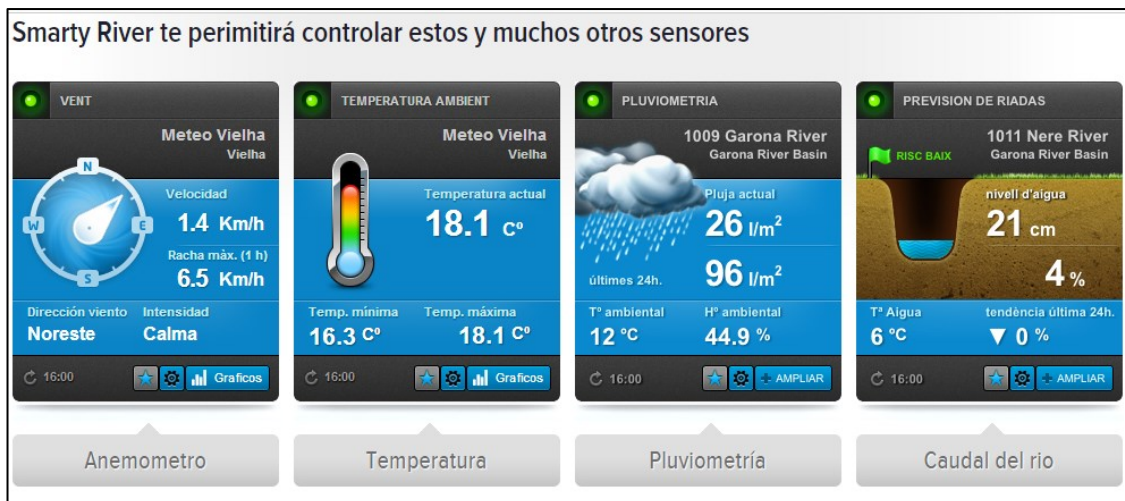 Smarty River te perimitirá controlar estos y muchos otros sensores
VENT
Meteo Vielha
Vielha
N
W
E
S
Velocidad
1.4 Km/h
Racha màx. (1 h)
6.5 Km/h
Dirección viento
Intensidad
Noreste
Calma
16:00
Graficos
Anemometro
TEMPERATURA AMBIENT
Meteo Vielha
Vielha
Temperatura actual
18.1 Cº
Temp. mínima
Temp. máxima
16.3 Cº
18.1 Cº
16:00
Graficos
Temperatura
PLUVIOMETRIA
1009 Garona River
Garona River Basin
Pluja actual
26 l/m²
últimes 24h.
96 l/m²
Tº ambiental
Hº ambiental
12 °C
44.9 %
16:00
AMPLIAR
Pluviometría
PREVISION DE RIADAS
1011 Nere River
Garona River Basin
RISC BAIX
nivell d'aigua
21 cm
4 %
Tª Aigua
tendència última 24h.
6 °C
▼ 0 %
16:00
AMPLIAR
Caudal del rio